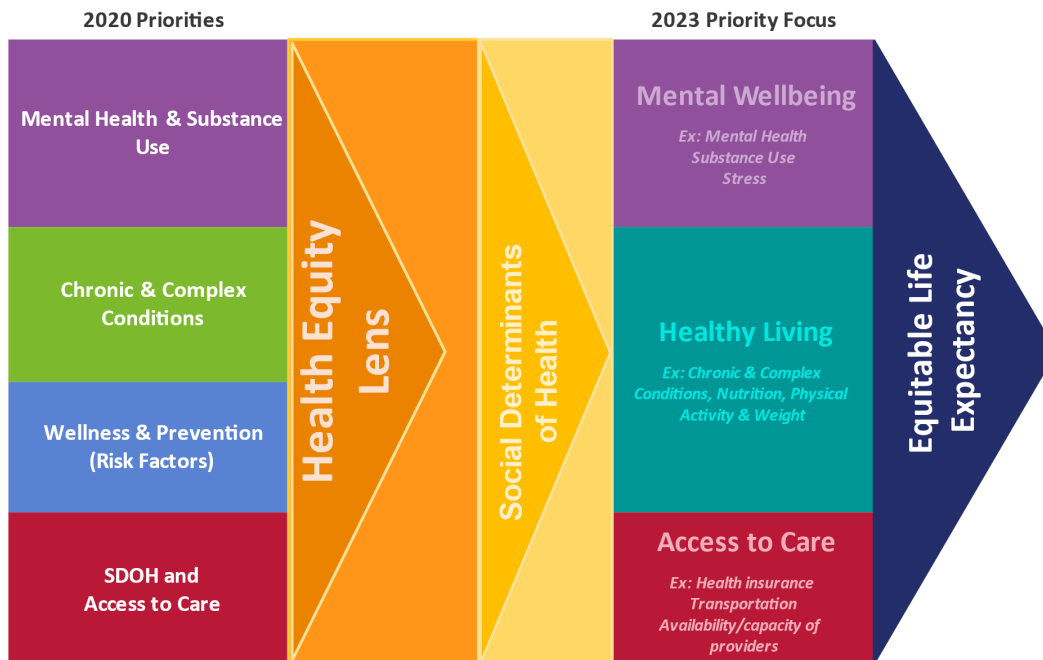 2020 Priorities
2023 Priority Focus
Mental Health & Substance
Use
Chronic & Complex
Conditions
Wellness & Prevention
(Risk Factors)
SDOH and
Access to Care
Health Equity
Lens
Social Determinants
of Health
Mental Wellbeing
Ex: Mental Health
Substance Use
Stress
Healthy Living
Ex: Chronic & Complex
Conditions, Nutrition, Physical
Activity & Weight
Access to Care
Ex: Health insurance
Transportation
Availability/capacity of
providers
Equitable Life
Expectancy